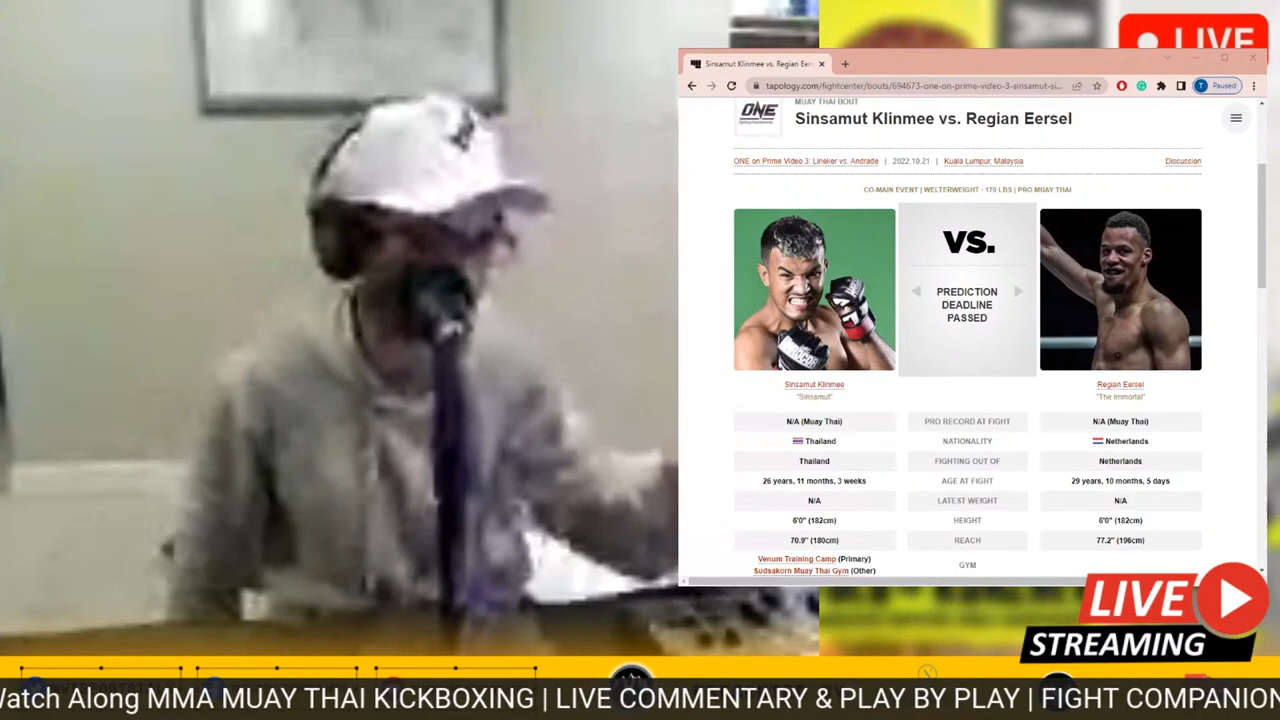 LIVE
Sinsamut Klinmee vs. Regian Eer
tapology.com/fightcenter/bouts/694673-one-on-prime-video-3-sinsamut-si...
T Paused
ONE
MUAY THAI BOUT
Sinsamut Klinmee vs. Regian Eersel
ONE on Prime Video 3: Lineker vs. Andrade | 2022.10.21 | Kuala Lumpur, Malaysia
Discussion
CO-MAIN EVENT | WELTERWEIGHT - 170 LBS | PRO MUAY THAI
VS.
PREDICTION
DEADLINE
PASSED
Sinsamut Klinmee
"Sinsamut"
Regian Eersel
"The Immortal"
N/A (Muay Thai) PRO RECORD AT FIGHT N/A (Muay Thai)
Thailand NATIONALITY Netherlands
Thailand FIGHTING OUT OF Netherlands
26 years, 11 months, 3 weeks AGE AT FIGHT 29 years, 10 months, 5 days
N/A LATEST WEIGHT N/A
6'0" (182cm) HEIGHT 6'0" (182cm)
70.9" (180cm) REACH 77.2" (196cm)
Venum Training Camp (Primary)
Sudsakorn Muay Thai Gym (Other)
GYM
LIVE
STREAMING
Watch Along MMA MUAY THAI KICKBOXING | LIVE COMMENTARY & PLAY BY PLAY | FIGHT COMPANION